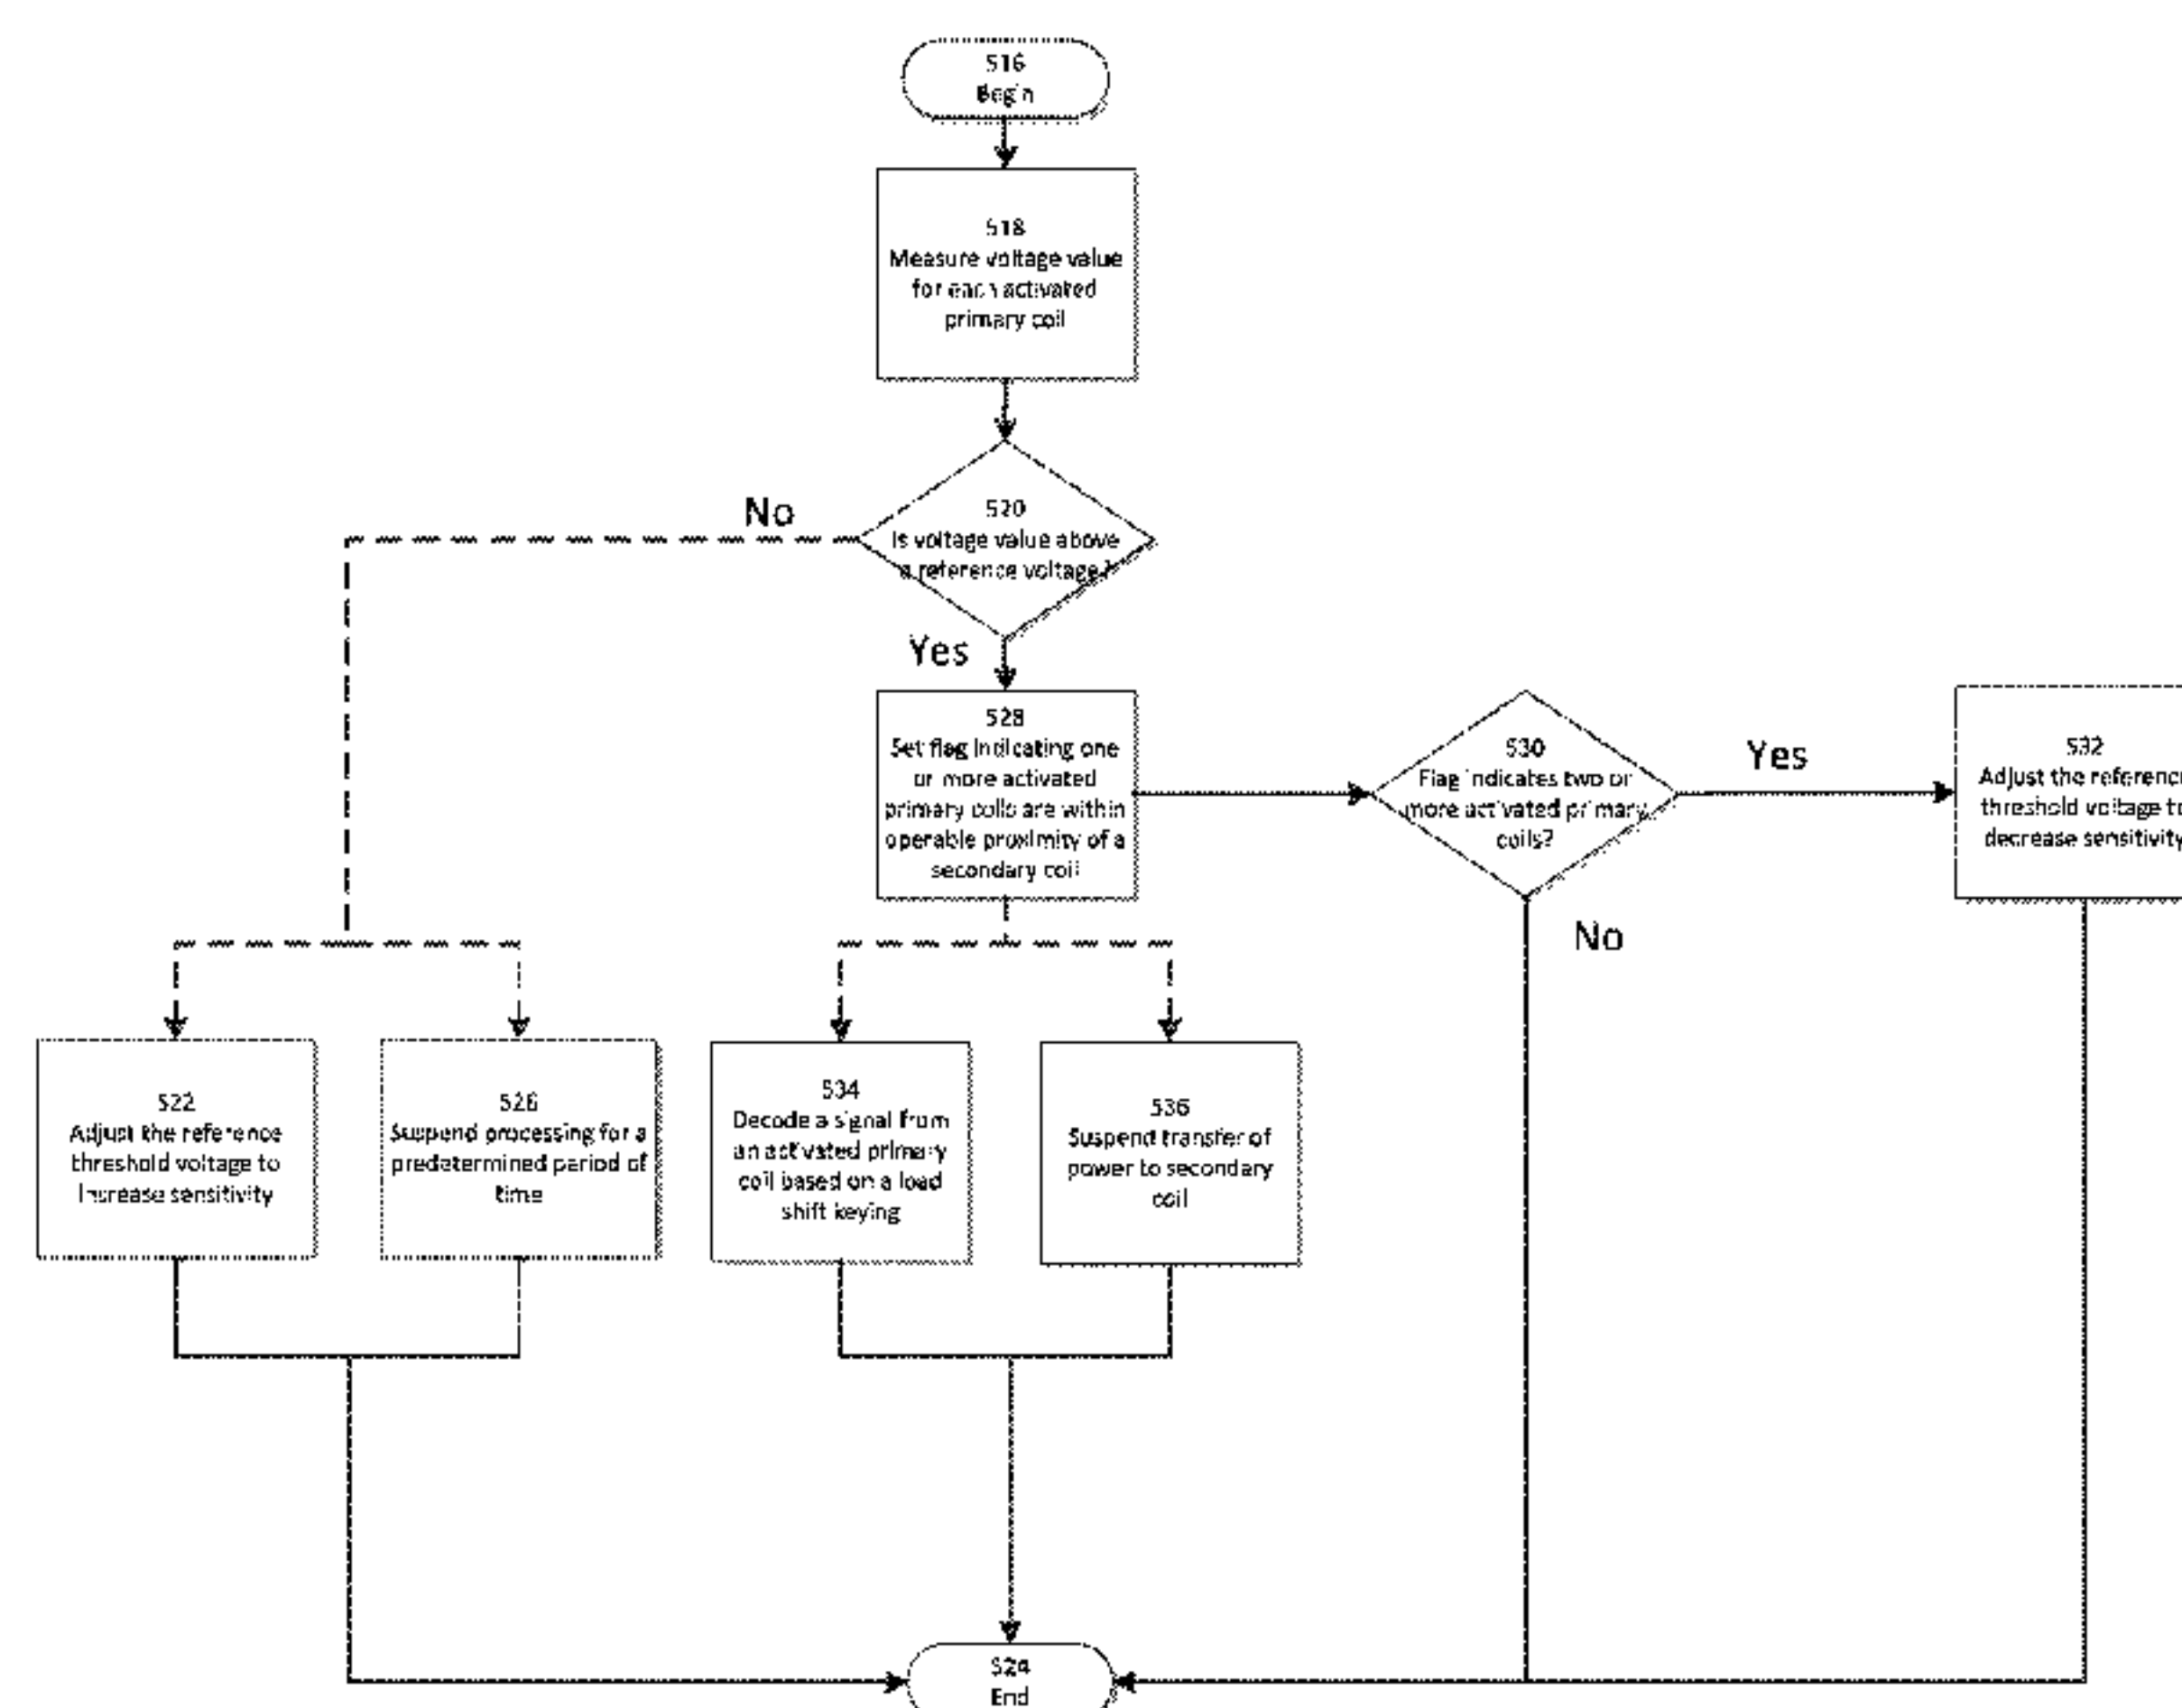 516
Begin
518
Measure voltage value
for each activated
primary coil
520
Is voltage value above
a reference voltage?
No
Yes
528
Set flag indicating one
or more activated
primary coils are within
operable proximity of a
secondary coil
530
Flag indicates two or
more activated primary
coils?
Yes
No
532
Adjust the reference
threshold voltage to
decrease sensitivity
522
Adjust the reference
threshold voltage to
increase sensitivity
526
Suspend processing for a
predetermined period of
time
534
Decode a signal from
an activated primary
coil based on a load
shift keying
536
Suspend transfer of
power to secondary
coil
524
End